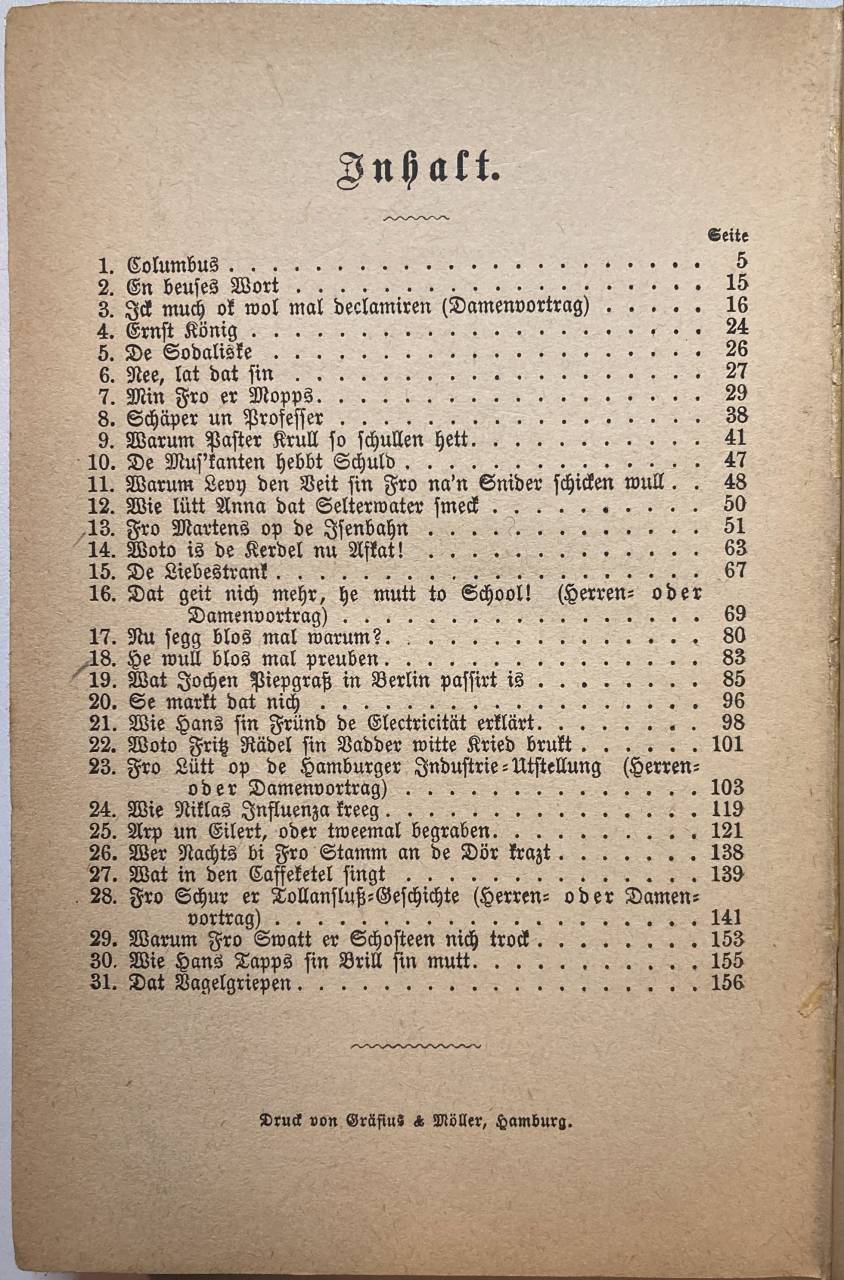 Inhalt.
Seite
1. Columbus . . . . . . . . . . . . . . . . . . . . . . 5
2. En beuses Wort . . . . . . . . . . . . . . . . . . . 15
3. Ick much ok wol mal declamiren (Damenvortrag) . . . . . 16
4. Ernst König . . . . . . . . . . . . . . . . . . . . . 24
5. De Sodaliske . . . . . . . . . . . . . . . . . . . . 26
6. Nee, lat dat sin . . . . . . . . . . . . . . . . . . . 27
7. Min Fro er Mopps. . . . . . . . . . . . . . . . . . . 29
8. Schäper un Professer . . . . . . . . . . . . . . . . . 38
9. Warum Paster Krull so schullen hett. . . . . . . . . . . 41
10. De Mus'kanten hebbt Schuld . . . . . . . . . . . . . . 47
11. Warum Levy den Veit sin Fro na'n Snider schicken wull . . 48
12. Wie lütt Anna dat Selterwater smeck . . . . . . . . . . 50
13. Fro Martens op de Isenbahn . . . . . . . . . . . . . 51
14. Woto is de Kerdel nu Afkat! . . . . . . . . . . . . . 63
15. De Liebestrank . . . . . . . . . . . . . . . . . . . . 67
16. Dat geit nich mehr, he mutt to School! (Herren- oder
Damenvortrag) . . . . . . . . . . . . . . . . . 69
17. Nu segg blos mal warum? . . . . . . . . . . . . . . . 80
18. He wull blos mal preuben . . . . . . . . . . . . . . . 83
19. Wat Jochen Piepgraß in Berlin passirt is . . . . . . . . 85
20. Se markt dat nich . . . . . . . . . . . . . . . . . . 96
21. Wie Hans sin Fründ de Electricität erklärt. . . . . . . . 98
22. Woto Fritz Rädel sin Vadder witte Kried brukt . . . . . . 101
23. Fro Lütt op de Hamburger Industrie-Utstellung (Herren-
oder Damenvortrag) . . . . . . . . . . . . . . 103
24. Wie Niklas Influenza kreeg . . . . . . . . . . . . . . . 119
25. Arp un Eilert, oder tweemal begraben. . . . . . . . . . 121
26. Wer Nachts bi Fro Stamm an de Dör krazt . . . . . . . 138
27. Wat in den Caffeketel singt . . . . . . . . . . . . . . 139
28. Fro Schur er Tollansluß-Geschichte (Herren- oder Damen-
vortrag) . . . . . . . . . . . . . . . . . . . . 141
29. Warum Fro Swatt er Schosteen nich trock . . . . . . . . 153
30. Wie Hans Tapps sin Brill sin mutt. . . . . . . . . . . 155
31. Dat Vagelgriepen . . . . . . . . . . . . . . . . . . . 156
Druck von Gräfius & Möller, Hamburg.